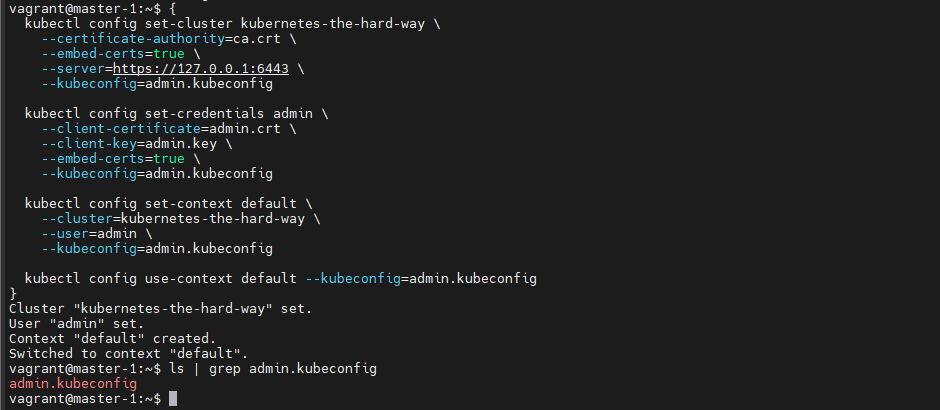 vagrant@master-1:~$ {
  kubectl config set-cluster kubernetes-the-hard-way \
    --certificate-authority=ca.crt \
    --embed-certs=true \
    --server=https://127.0.0.1:6443 \
    --kubeconfig=admin.kubeconfig

  kubectl config set-credentials admin \
    --client-certificate=admin.crt \
    --client-key=admin.key \
    --embed-certs=true \
    --kubeconfig=admin.kubeconfig

  kubectl config set-context default \
    --cluster=kubernetes-the-hard-way \
    --user=admin \
    --kubeconfig=admin.kubeconfig

  kubectl config use-context default --kubeconfig=admin.kubeconfig
}
Cluster "kubernetes-the-hard-way" set.
User "admin" set.
Context "default" created.
Switched to context "default".
vagrant@master-1:~$ ls | grep admin.kubeconfig
admin.kubeconfig
vagrant@master-1:~$